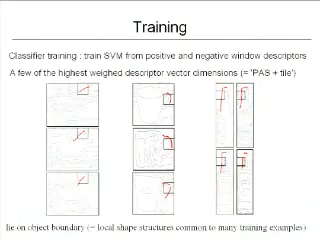 Training
Classifier training : train SVM from positive and negative window descriptors
A few of the highest weighed descriptor vector dimensions (= 'PAS + tile')
lie on object boundary (= local shape structures common to many training examples)